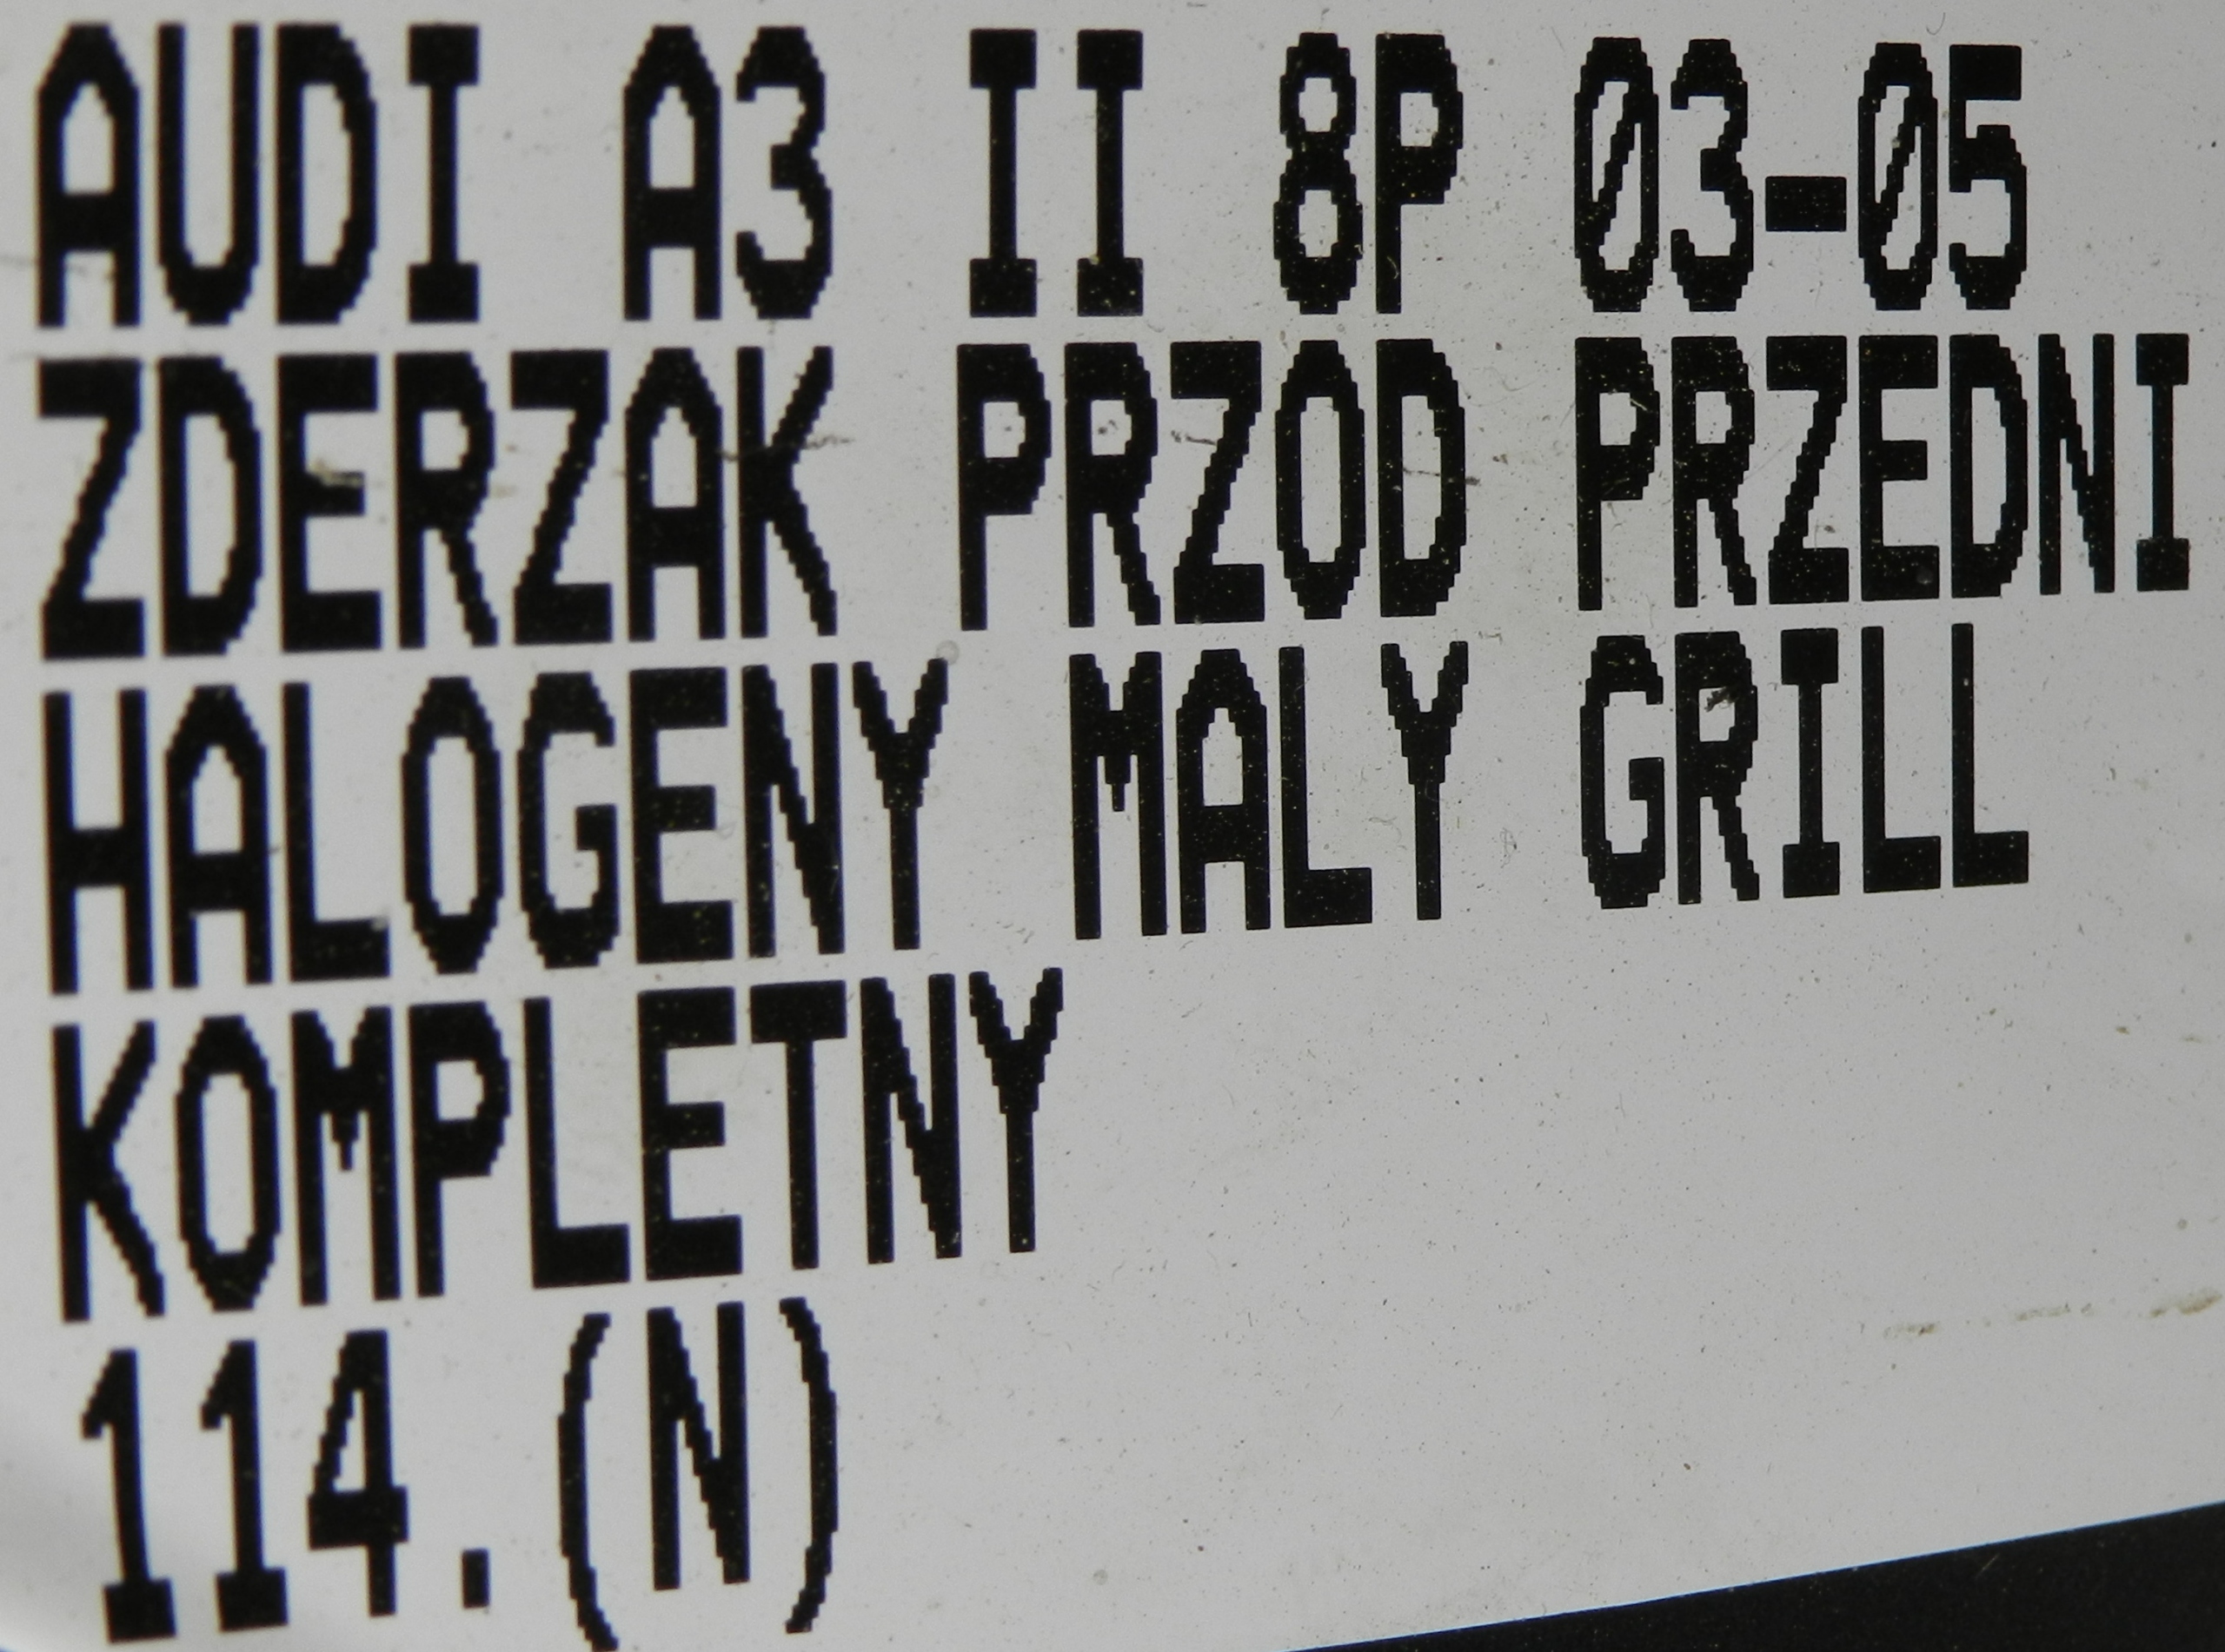 AUDI A3 II 8P 03-05
ZDERZAK PRZOD PRZEDNI
HALOGENY MALY GRILL
KOMPLETNY
114.(N)